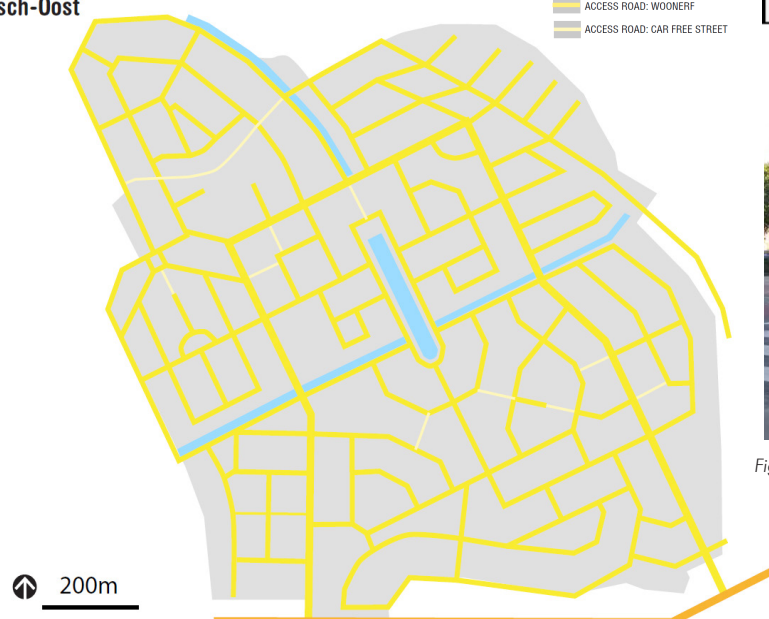 sch-Oost
ACCESS ROAD: WOONERF
ACCESS ROAD: CAR FREE STREET
Fig
200m